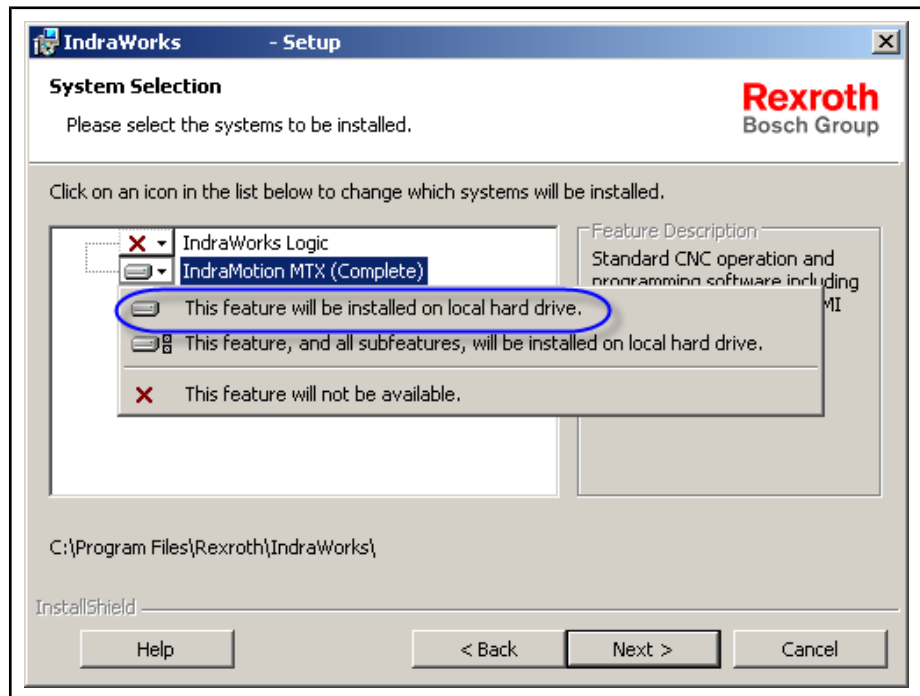 IndraWorks - Setup
System Selection
Please select the systems to be installed.
Rexroth
Bosch Group
Click on an icon in the list below to change which systems will be installed.
IndraWorks Logic
IndraMotion MTX (Complete)
This feature will be installed on local hard drive.
This feature, and all subfeatures, will be installed on local hard drive.
This feature will not be available.
Feature Description
Standard CNC operation and
programming software including
MI
C:\Program Files\Rexroth\IndraWorks\
InstallShield
Help
< Back
Next >
Cancel